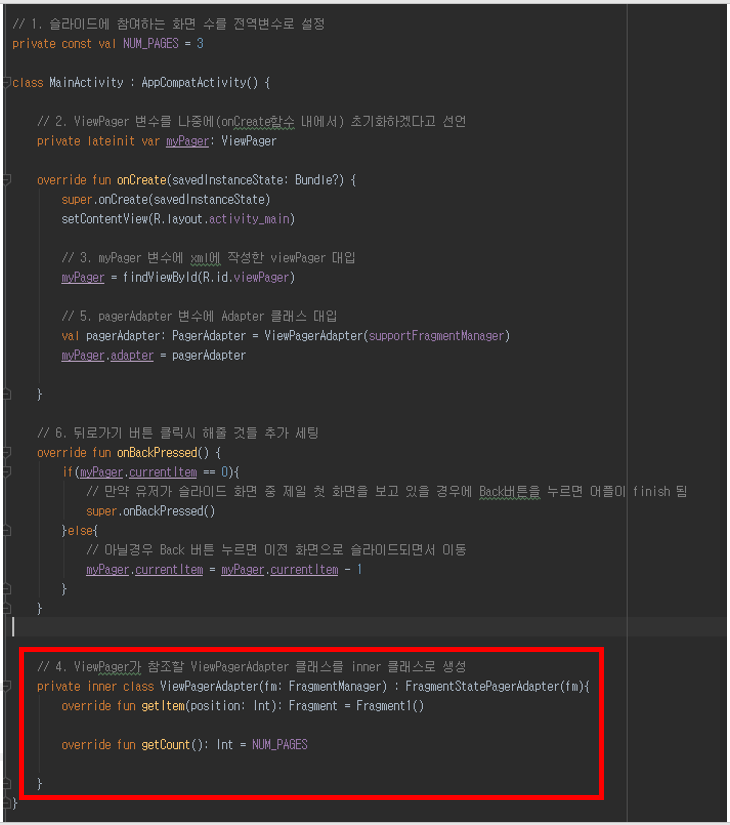 // 1. 슬라이드에 참여하는 화면 수를 전역변수로 설정
private const val NUM_PAGES = 3
class MainActivity : AppCompatActivity() {
// 2. ViewPager 변수를 나중에(onCreate함수 내에서) 초기화하겠다고 선언
private lateinit var myPager: ViewPager
override fun onCreate(savedInstanceState: Bundle?) {
super.onCreate(savedInstanceState)
setContentView(R.layout.activity_main)
// 3. myPager 변수에 xml에 작성한 viewPager 대입
myPager = findViewById(R.id.viewPager)
// 5. pagerAdapter 변수에 Adapter 클래스 대입
val pagerAdapter: PagerAdapter = ViewPagerAdapter(supportFragmentManager)
myPager.adapter = pagerAdapter
}
// 6. 뒤로가기 버튼 클릭시 해줄 것들 추가 세팅
override fun onBackPressed() {
if(myPager.currentItem == 0){
// 만약 유저가 슬라이드 화면 중 제일 첫 화면을 보고 있을 경우에 Back버튼을 누르면 어플이 finish 됨
super.onBackPressed()
}else{
// 아닐경우 Back 버튼 누르면 이전 화면으로 슬라이드되면서 이동
myPager.currentItem = myPager.currentItem - 1
}
}
// 4. ViewPager가 참조할 ViewPagerAdapter 클래스를 inner 클래스로 생성
private inner class ViewPagerAdapter(fm: FragmentManager) : FragmentStatePagerAdapter(fm){
override fun getItem(position: Int): Fragment = Fragment1()
override fun getCount(): Int = NUM_PAGES
}
}